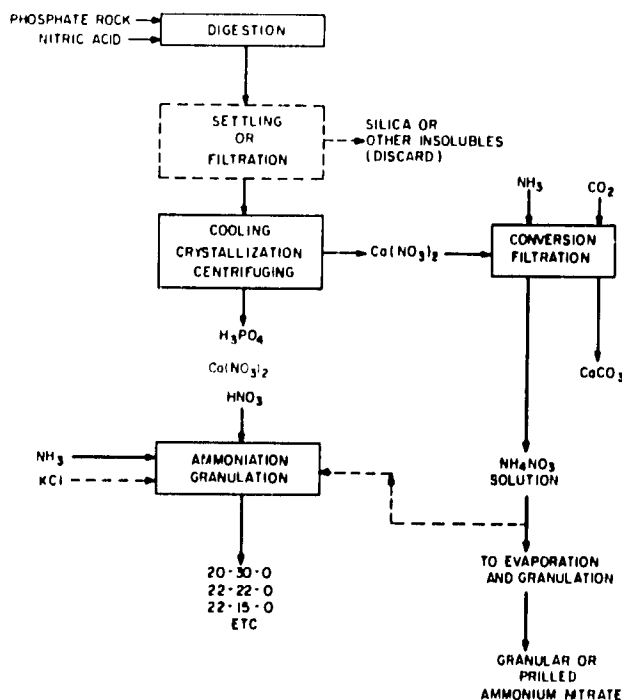 PHOSPHATE ROCK
NITRIC ACID
DIGESTION
SETTLING
OR
FILTRATION
SILICA OR
OTHER INSOLUBLES
(DISCARD)
NH3
CO2
COOLING
CRYSTALLIZATION
CENTRIFUGING
Ca(NO3)2
CONVERSION
FILTRATION
H3PO4
Ca(NO3)2
HNO3
CaCO3
NH3
KCl
AMMONIATION
GRANULATION
NH4NO3
SOLUTION
20-30-0
22-22-0
22-15-0
ETC
TO EVAPORATION
AND GRANULATION
GRANULAR OR
PRILLED
AMMONIUM NITRATE